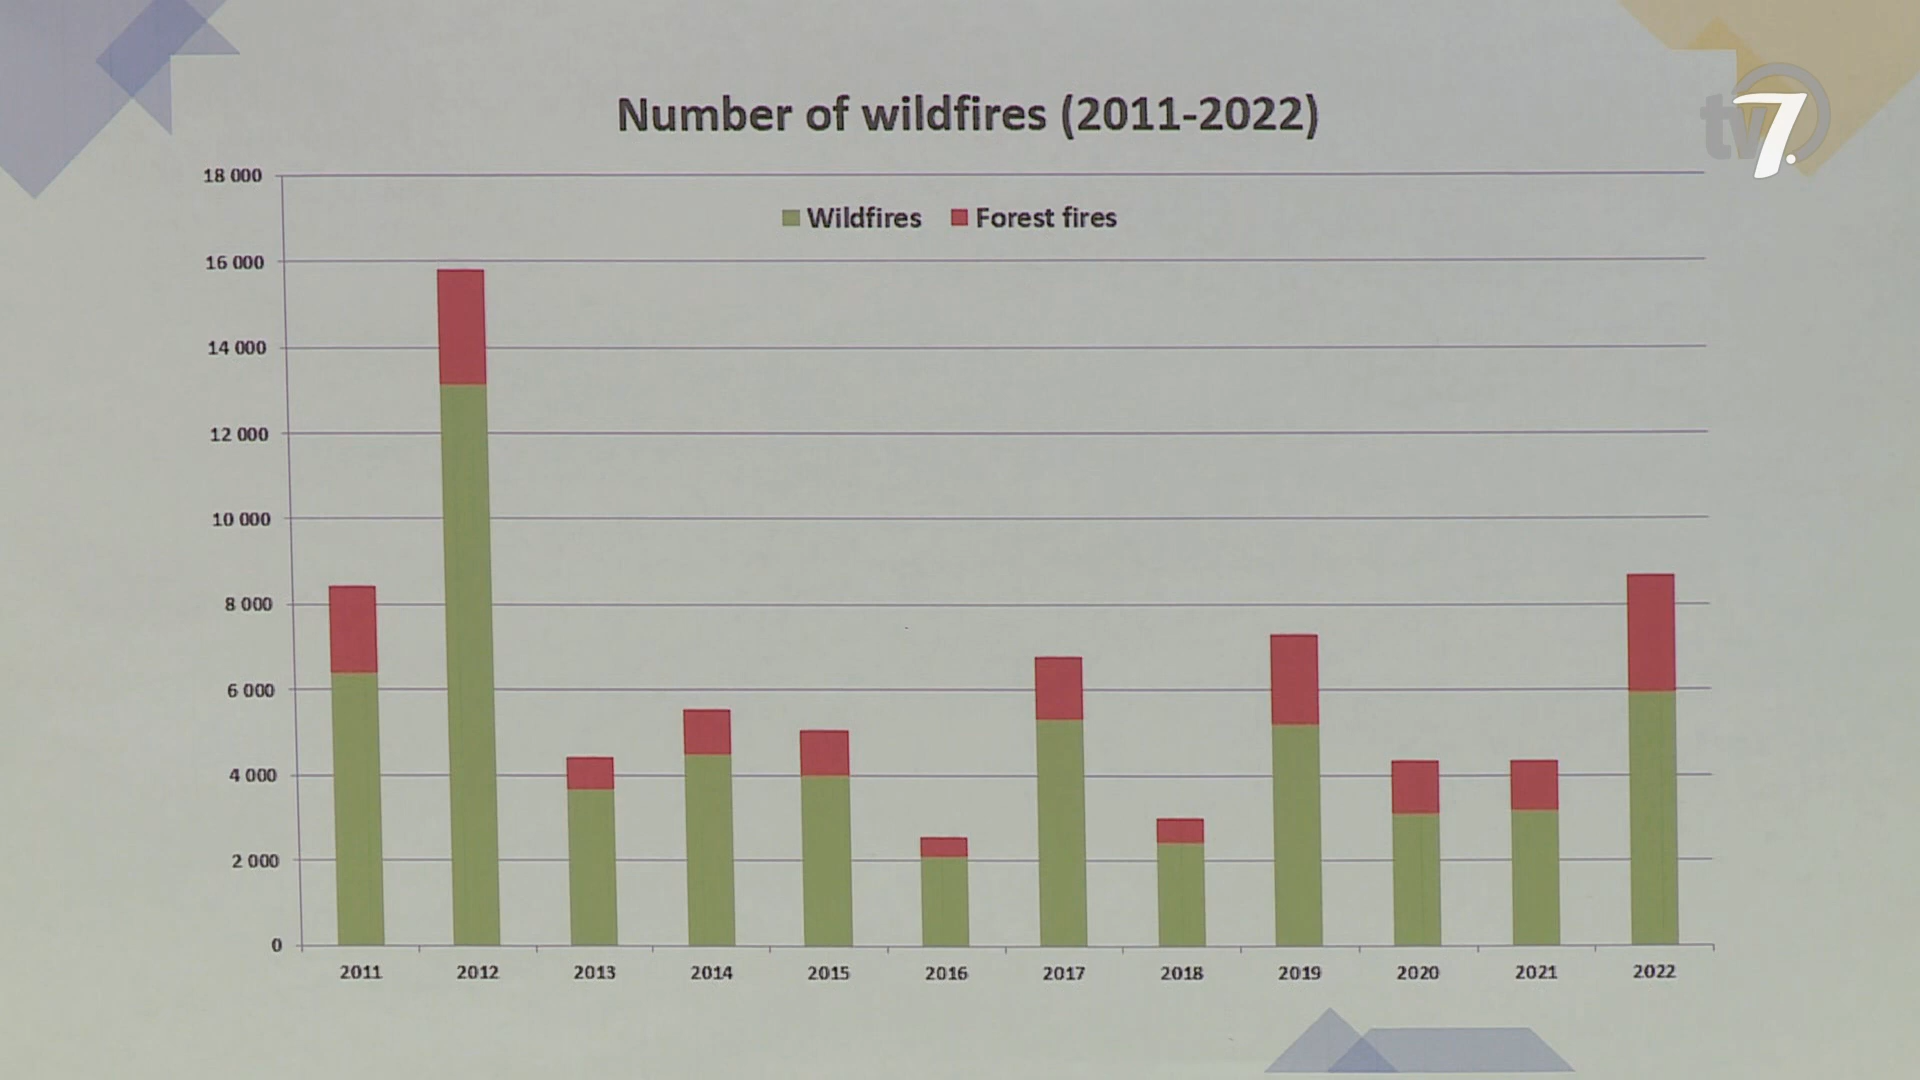 tv7.
Number of wildfires (2011-2022)
Wildfires Forest fires
18 000
16 000
14 000
12 000
10 000
8 000
6 000
4 000
2 000
0
2011 2012 2013 2014 2015 2016 2017 2018 2019 2020 2021 2022